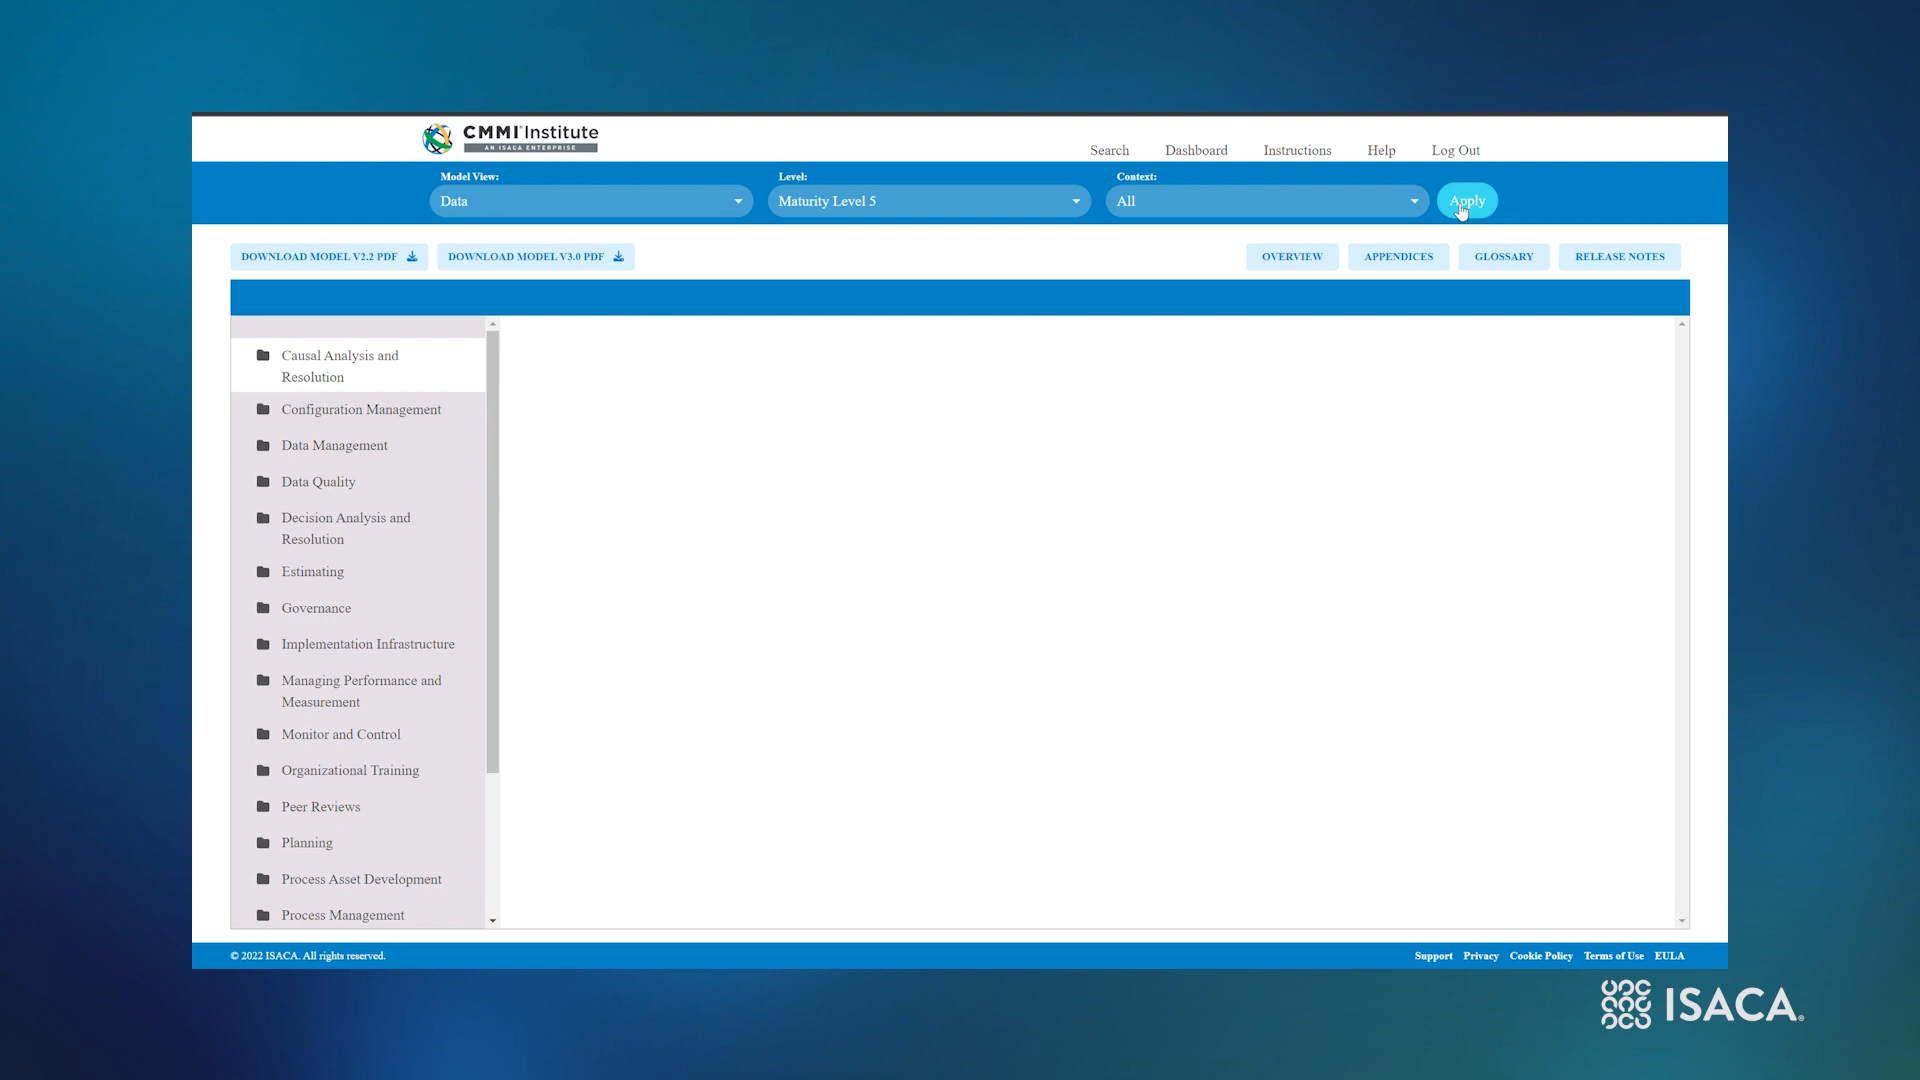 CMMI Institute
AN ISACA ENTERPRISE
Search Dashboard Instructions Help Log Out
Model View: Level: Context:
Data Maturity Level 5 All Apply
DOWNLOAD MODEL V2.2 PDF DOWNLOAD MODEL V3.0 PDF OVERVIEW APPENDICES GLOSSARY RELEASE NOTES
Causal Analysis and
Resolution
Configuration Management
Data Management
Data Quality
Decision Analysis and
Resolution
Estimating
Governance
Implementation Infrastructure
Managing Performance and
Measurement
Monitor and Control
Organizational Training
Peer Reviews
Planning
Process Asset Development
Process Management
© 2022 ISACA. All rights reserved. Support Privacy Cookie Policy Terms of Use EULA
ISACA®